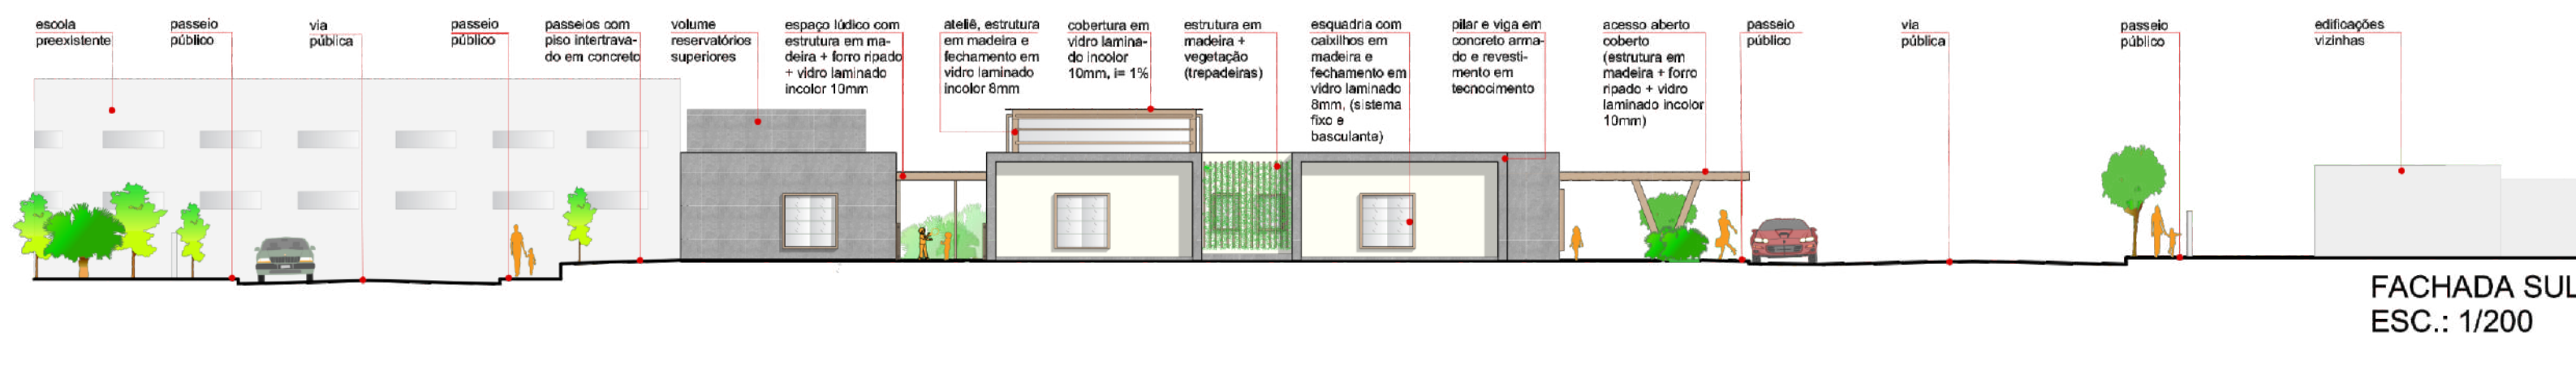 escola
preexistente
passeio
público
via
pública
passeio
público
passeios com
piso intertrava-
do em concreto
volume
reservatórios
superiores
espaço lúdico com
estrutura em ma-
deira + forro ripado
+ vidro laminado
incolor 10mm
ateliê, estrutura
em madeira e
fechamento em
vidro laminado
incolor 8mm
cobertura em
vidro lamina-
do incolor
10mm, i= 1%
estrutura em
madeira +
vegetação
(trepadeiras)
esquadria com
caixilhos em
madeira e
fechamento em
vidro laminado
8mm, (sistema
fixo e
basculante)
pilar e viga em
concreto arma-
do e revesti-
mento em
tecnocimento
acesso aberto
coberto
(estrutura em
madeira + forro
ripado + vidro
laminado incolor
10mm)
passeio
público
via
pública
passeio
público
edificações
vizinhas
FACHADA SUL
ESC.: 1/200